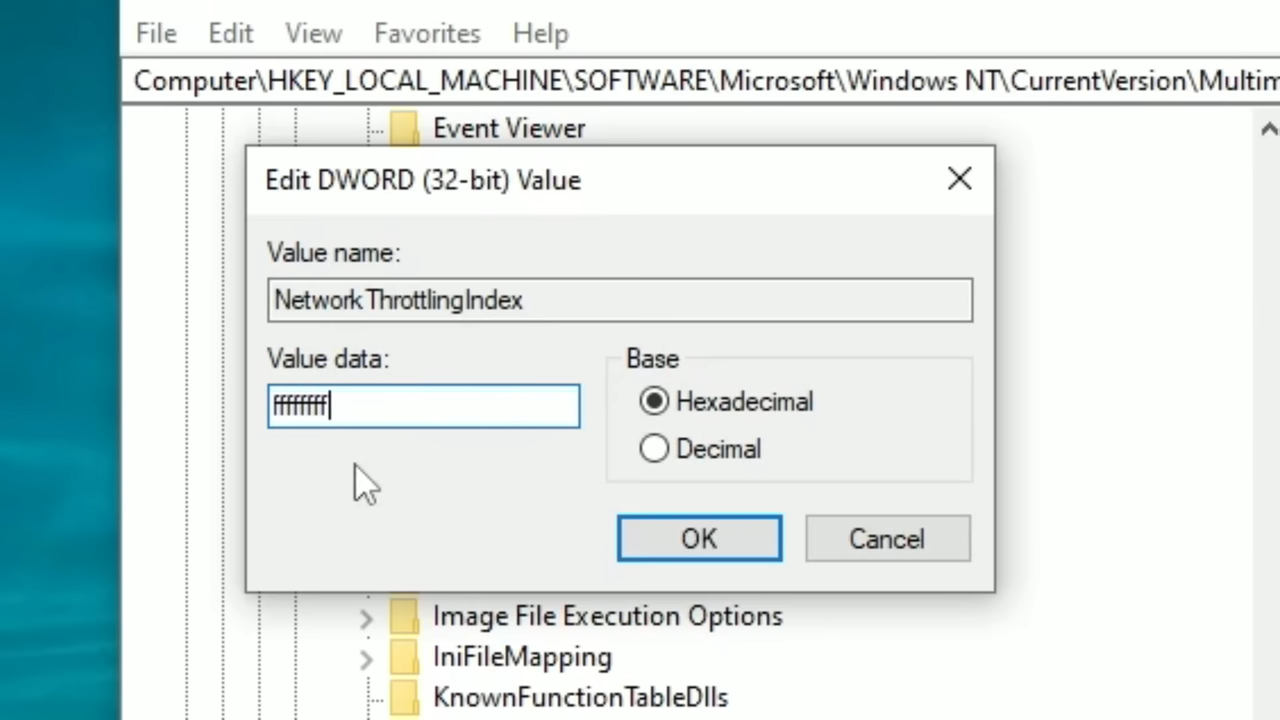 File Edit View Favorites Help
Computer\HKEY_LOCAL_MACHINE\SOFTWARE\Microsoft\Windows NT\CurrentVersion\Multim
Event Viewer
Edit DWORD (32-bit) Value
Value name:
NetworkThrottlingIndex
Value data:
Base
ffffffff
Hexadecimal
Decimal
OK Cancel
Image File Execution Options
IniFileMapping
KnownFunctionTableDlls